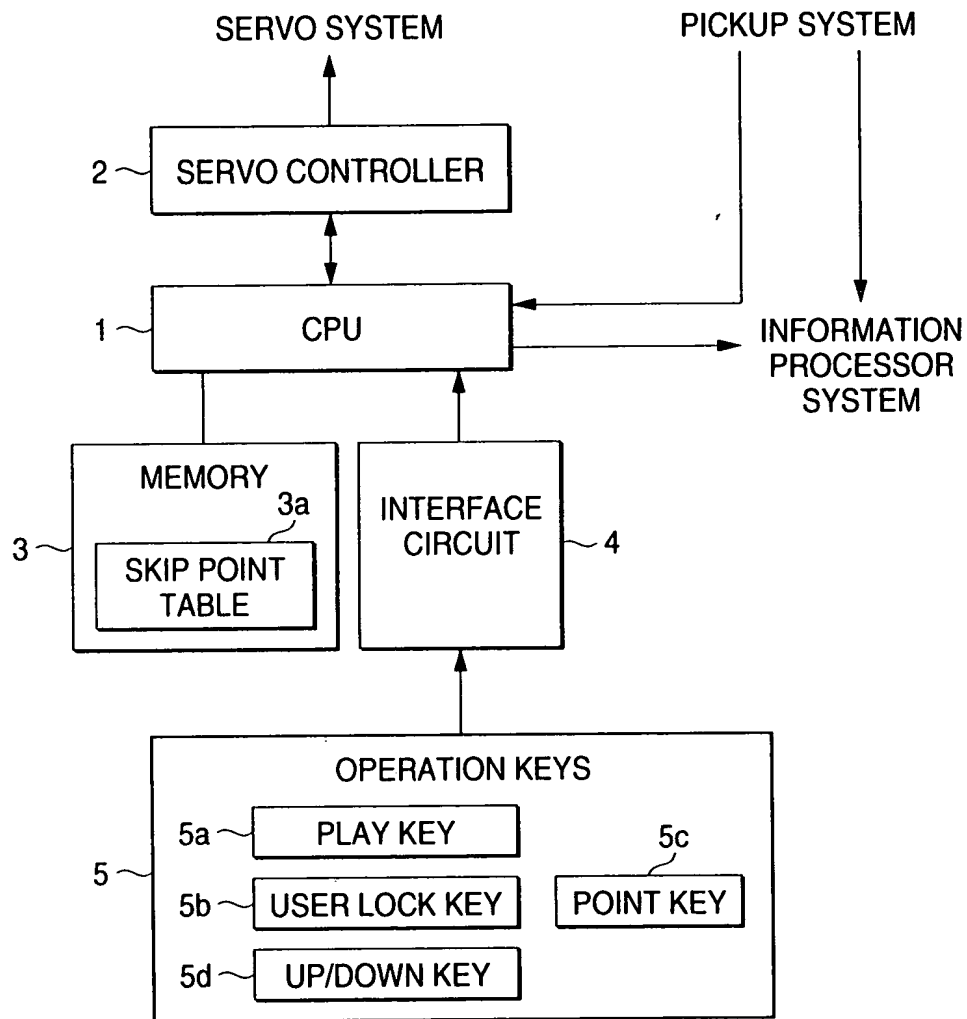 SERVO SYSTEM
PICKUP SYSTEM
2
SERVO CONTROLLER
1
CPU
INFORMATION
PROCESSOR
SYSTEM
MEMORY
3a
3
SKIP POINT
TABLE
INTERFACE
CIRCUIT
4
OPERATION KEYS
5
5a
PLAY KEY
5b
USER LOCK KEY
5c
POINT KEY
5d
UP/DOWN KEY